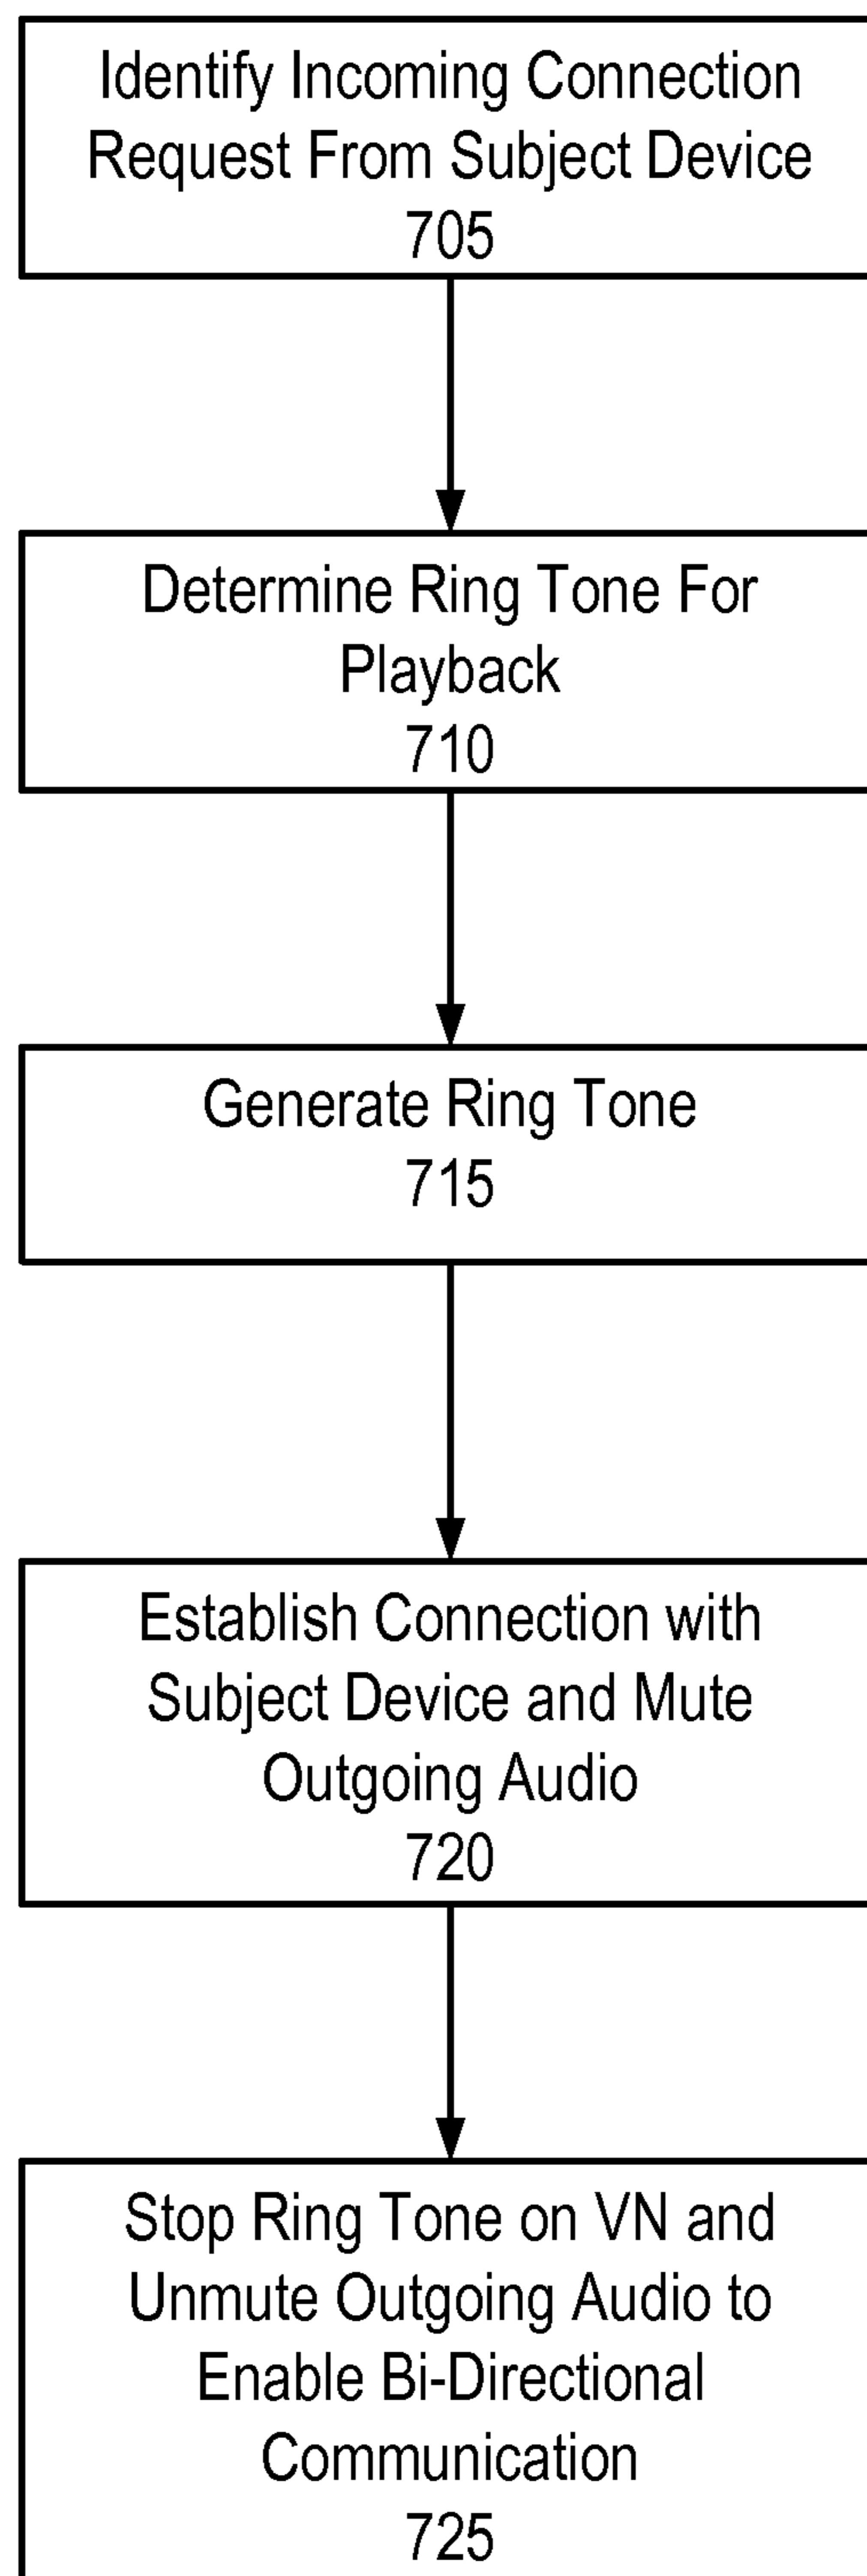 Identify Incoming Connection
Request From Subject Device
705
Determine Ring Tone For
Playback
710
Generate Ring Tone
715
Establish Connection with
Subject Device and Mute
Outgoing Audio
720
Stop Ring Tone on VN and
Unmute Outgoing Audio to
Enable Bi-Directional
Communication
725